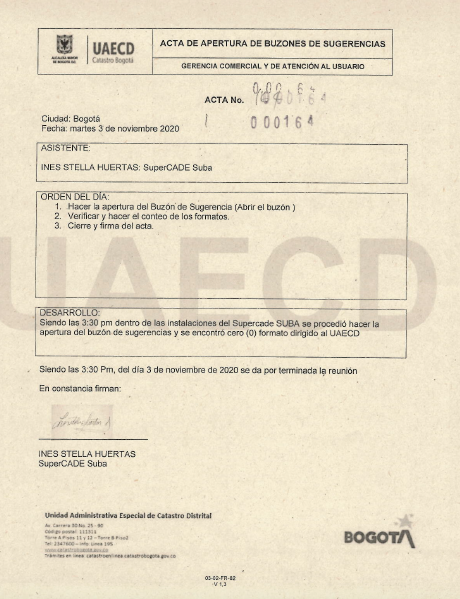 ALCALDÍA MAYOR
DE BOGOTÁ D.C.
UAECD
Catastro Bogotá
ACTA DE APERTURA DE BUZONES DE SUGERENCIAS
GERENCIA COMERCIAL Y DE ATENCIÓN AL USUARIO
ACTA No.
000164
Ciudad: Bogotá
Fecha: martes 3 de noviembre 2020
ASISTENTE:
INES STELLA HUERTAS: SuperCADE Suba
ORDEN DEL DÍA:
1. Hacer la apertura del Buzón de Sugerencia (Abrir el buzón )
2. Verificar y hacer el conteo de los formatos.
3. Cierre y firma del acta.
UAECD
DESARROLLO:
Siendo las 3:30 pm dentro de las instalaciones del Supercade SUBA se procedió hacer la
apertura del buzón de sugerencias y se encontró cero (0) formato dirigido al UAECD
Siendo las 3:30 Pm, del día 3 de noviembre de 2020 se da por terminada la reunión
En constancia firman:
INES STELLA HUERTAS
SuperCADE Suba
Unidad Administrativa Especial de Catastro Distrital
Av. Carrera 30 No. 25 - 90
Código postal: 111311
Torre A Pisos 11 y 12 – Torre B Piso2
Tel: 2347600 – Info: Línea 195
www.catastrobogota.gov.co
Trámites en línea: catastroenlinea.catastrobogota.gov.co
BOGOTÁ
03-02-FR-02
V 1,3